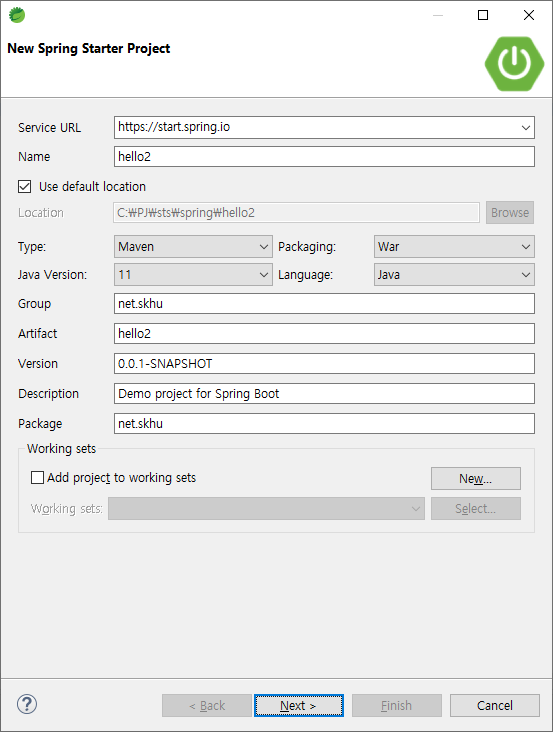 New Spring Starter Project
Service URL https://start.spring.io
Name hello2
Use default location
Location C:₩PJ₩sts₩spring₩hello2 Browse
Type: Maven Packaging: War
Java Version: 11 Language: Java
Group net.skhu
Artifact hello2
Version 0.0.1-SNAPSHOT
Description Demo project for Spring Boot
Package net.skhu
Working sets
Add project to working sets New...
Working sets: Select...
? < Back Next > Finish Cancel